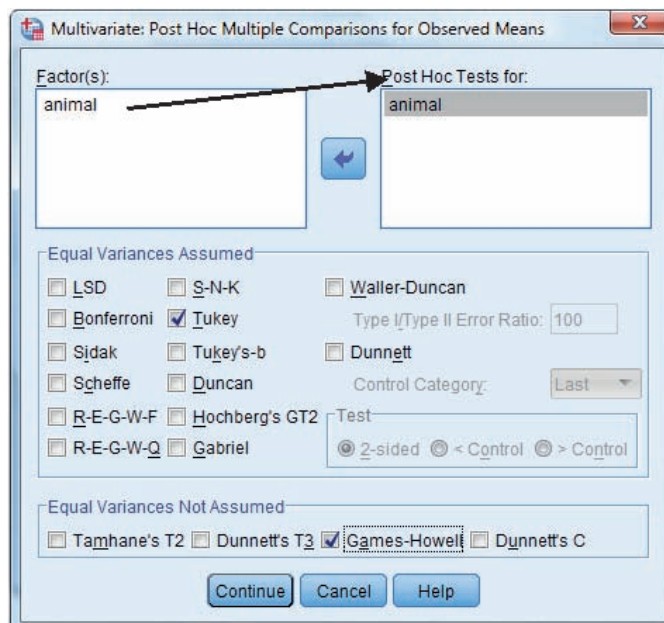 Multivariate: Post Hoc Multiple Comparisons for Observed Means
Factor(s): Post Hoc Tests for:
animal animal
Equal Variances Assumed
LSD S-N-K Waller-Duncan
Bonferroni Tukey Type I/Type II Error Ratio: 100
Sidak Tukey's-b Dunnett
Scheffe Duncan Control Category: Last
R-E-G-W-F Hochberg's GT2 Test
R-E-G-W-Q Gabriel 2-sided < Control > Control
Equal Variances Not Assumed
Tamhane's T2 Dunnett's T3 Games-Howell Dunnett's C
Continue Cancel Help